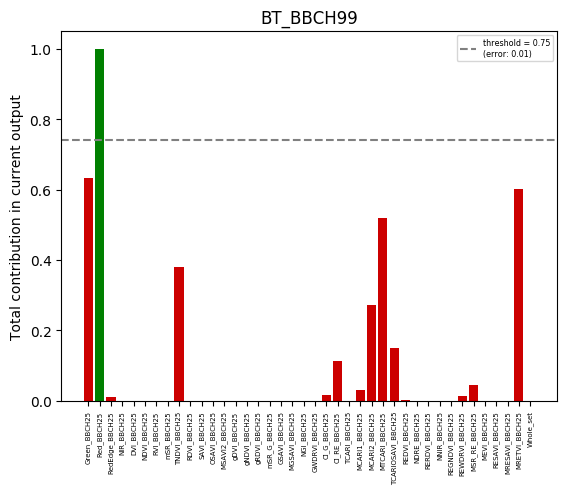 BT_BBCH99
threshold = 0.75
(error: 0.01)
Total contribution in current output
1.0
0.8
0.6
0.4
0.2
0.0
Green_BBCH25
Red_BBCH25
RedEdge_BBCH25
NIR_BBCH25
DVI_BBCH25
NDVI_BBCH25
RVI_BBCH25
mSR_BBCH25
TNDVI_BBCH25
RDVI_BBCH25
SAVI_BBCH25
OSAVI_BBCH25
MSAVI2_BBCH25
gDVI_BBCH25
gNDVI_BBCH25
gRDVI_BBCH25
mSR_G_BBCH25
GSAVI_BBCH25
MGSAVI_BBCH25
NGI_BBCH25
GWDRVI_BBCH25
CI_G_BBCH25
CI_RE_BBCH25
TCARI_BBCH25
MCARI1_BBCH25
MCARI2_BBCH25
MTCARI_BBCH25
TCARIOSAVI_BBCH25
REDVI_BBCH25
NDRE_BBCH25
RERDVI_BBCH25
NNIR_BBCH25
REGNDVI_BBCH25
REWDRVI_BBCH25
MSR_RE_BBCH25
MEVI_BBCH25
RESAVI_BBCH25
MRESAVI_BBCH25
MRETVI_BBCH25
Whole_set